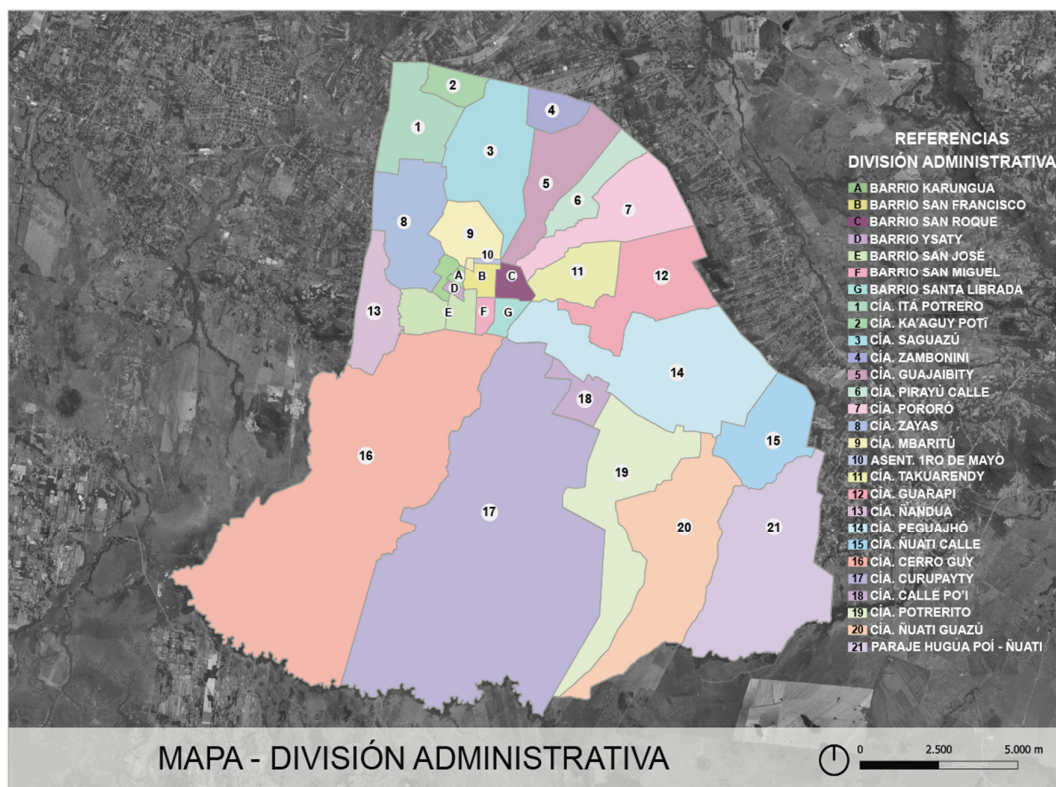 2
4
1
3
5
6
7
8
9
10
A
B
C
D
11
12
13
E
F
G
14
18
15
16
19
17
20
21
REFERENCIAS
DIVISIÓN ADMINISTRATIVA
A BARRIO KARUNGUA
B BARRIO SAN FRANCISCO
C BARRIO SAN ROQUE
D BARRIO YSATY
E BARRIO SAN JOSÉ
F BARRIO SAN MIGUEL
G BARRIO SANTA LIBRADA
1 CÍA. ITÁ POTRERO
2 CÍA. KA'AGUY POTÍ
3 CÍA. SAGUAZÚ
4 CÍA. ZAMBONINI
5 CÍA. GUAJAIBITY
6 CÍA. PIRAYÚ CALLE
7 CÍA. PORORÓ
8 CÍA. ZAYAS
9 CÍA. MBARITÚ
10 ASENT. 1RO DE MAYO
11 CÍA. TAKUARENDY
12 CÍA. GUARAPI
13 CÍA. ÑANDUA
14 CÍA. PEGUAJHÓ
15 CÍA. ÑUATI CALLE
16 CÍA. CERRO GUY
17 CÍA. CURUPAYTY
18 CÍA. CALLE PO'I
19 CÍA. POTRERITO
20 CÍA. ÑUATI GUAZÚ
21 PARAJE HUGUA POÍ - ÑUATI
MAPA - DIVISIÓN ADMINISTRATIVA
0 2.500 5.000 m